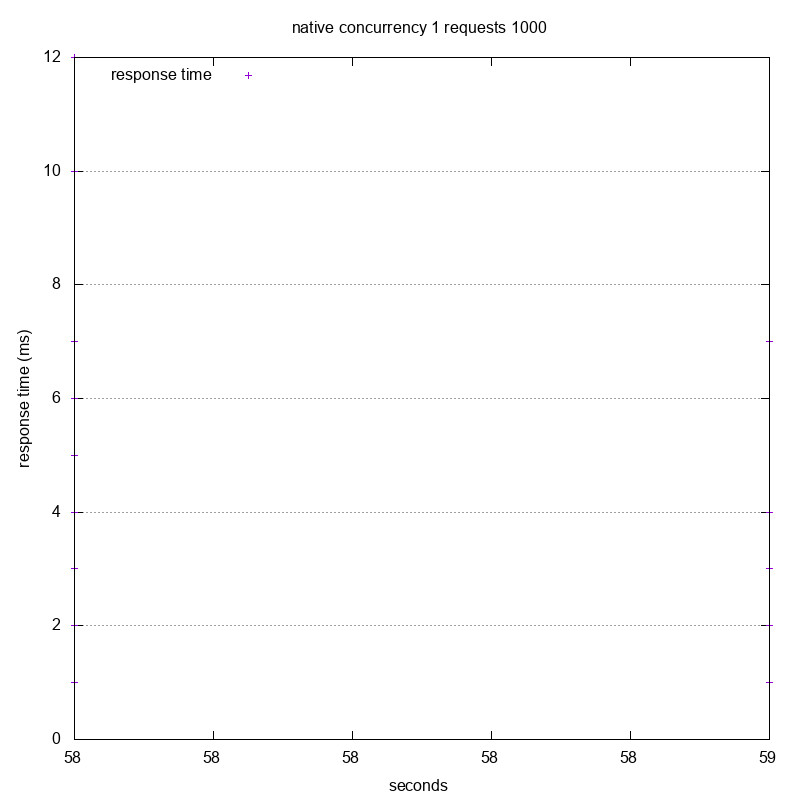 native concurrency 1 requests 1000
response time
12
10
8
6
4
2
0
response time (ms)
58 58 58 58 58 59
seconds